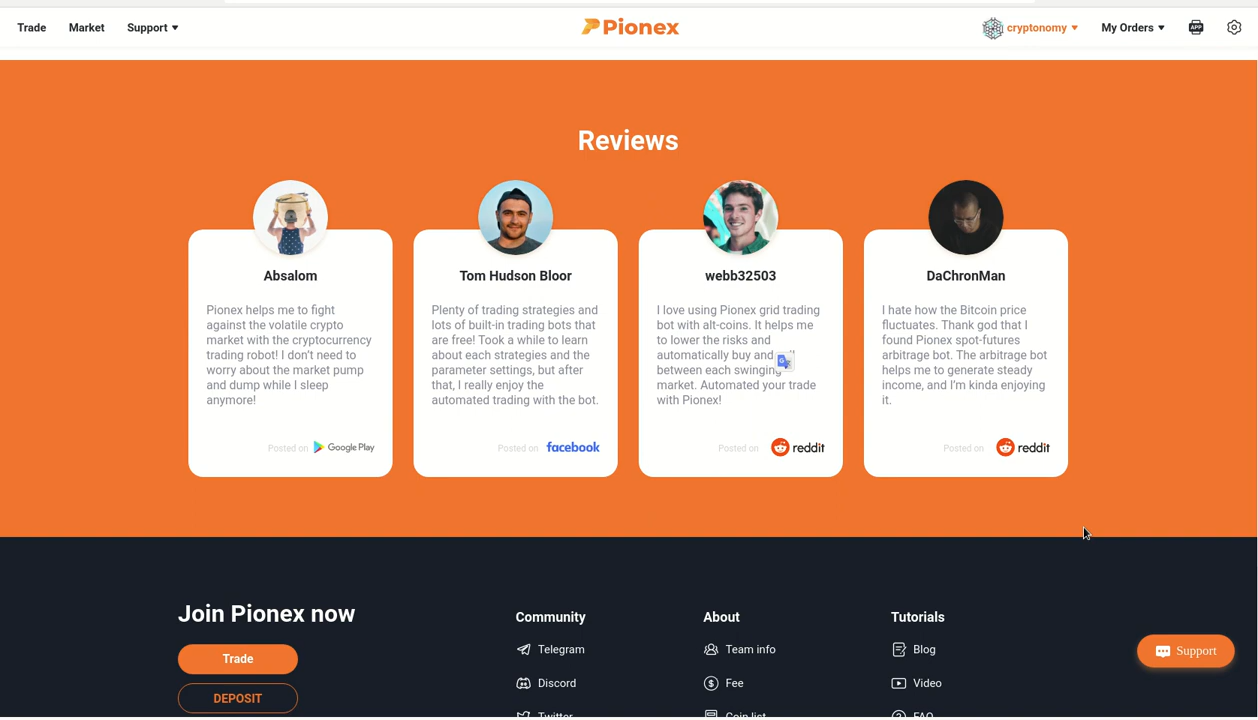 Trade
Market
Support
Pionex
cryptonomy
My Orders
APP
Reviews
Absalom
Pionex helps me to fight
against the volatile crypto
market with the cryptocurrency
trading robot! I don't need to
worry about the market pump
and dump while I sleep
anymore!
Posted on
Google Play
Tom Hudson Bloor
Plenty of trading strategies and
lots of built-in trading bots that
are free! Took a while to learn
about each strategies and the
parameter settings, but after
that, I really enjoy the
automated trading with the bot.
Posted on
facebook
webb32503
I love using Pionex grid trading
bot with alt-coins. It helps me
to lower the risks and
automatically buy and
between each swinging
market. Automated your trade
with Pionex!
Posted on
reddit
DaChronMan
I hate how the Bitcoin price
fluctuates. Thank god that I
found Pionex spot-futures
arbitrage bot. The arbitrage bot
helps me to generate steady
income, and I'm kinda enjoying
it.
Posted on
reddit
Join Pionex now
Trade
DEPOSIT
Community
Telegram
Discord
Twitter
About
Team info
Fee
Coin list
Tutorials
Blog
Video
FAQ
Support